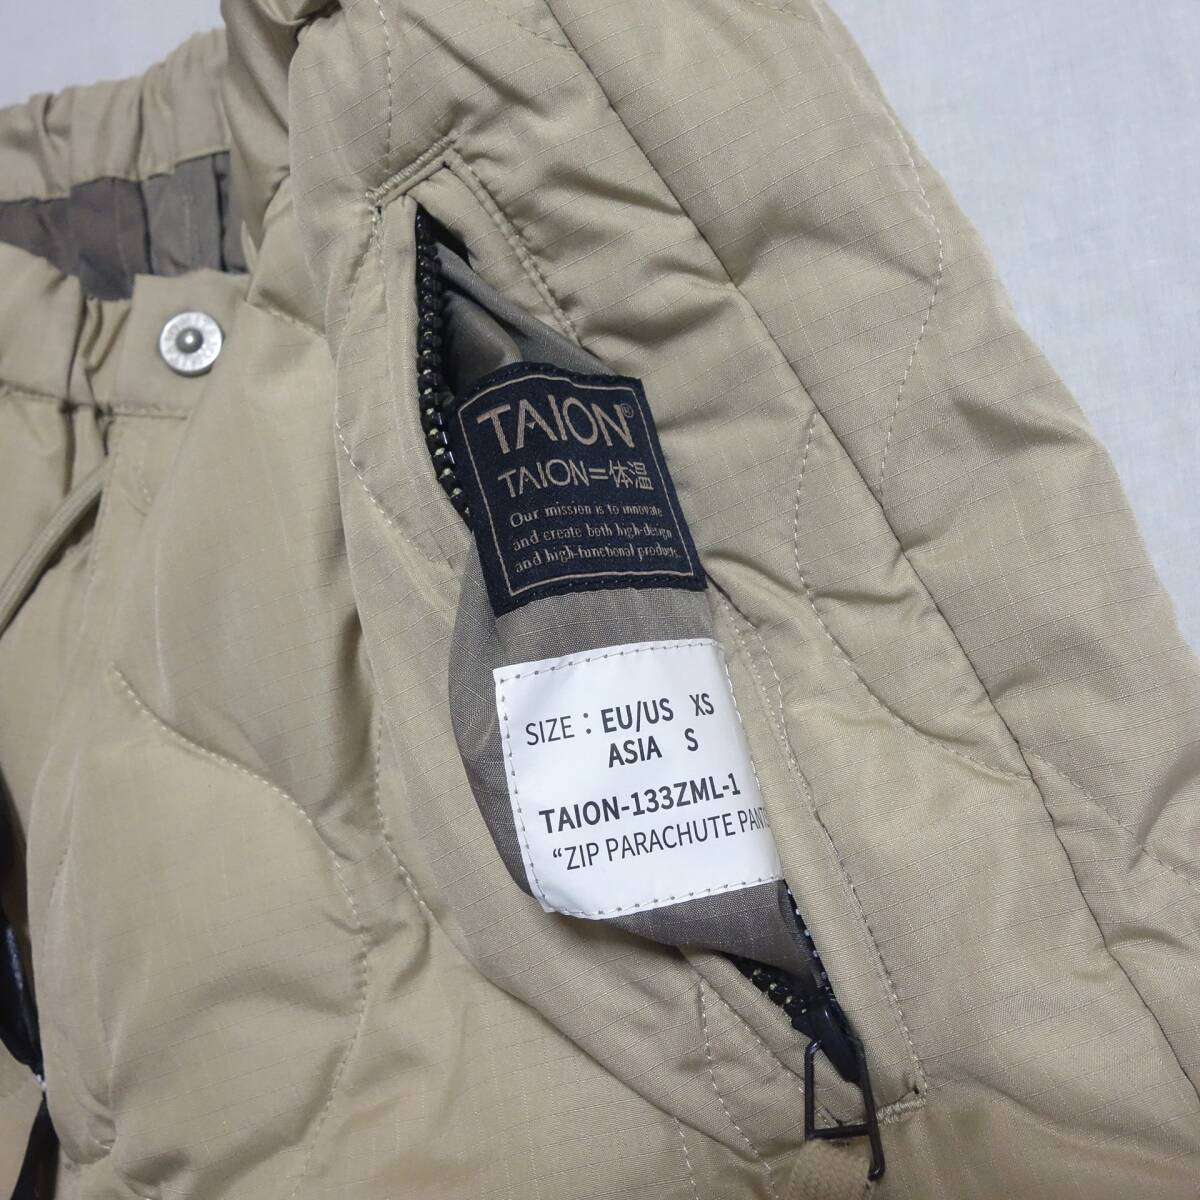 TAION®
TAION=体温
Our mission is to innovate
and create both high-design
and high-functional products.
SIZE : EU/US XS
ASIA S
TAION-133ZML-1
“ZIP PARACHUTE PANTS